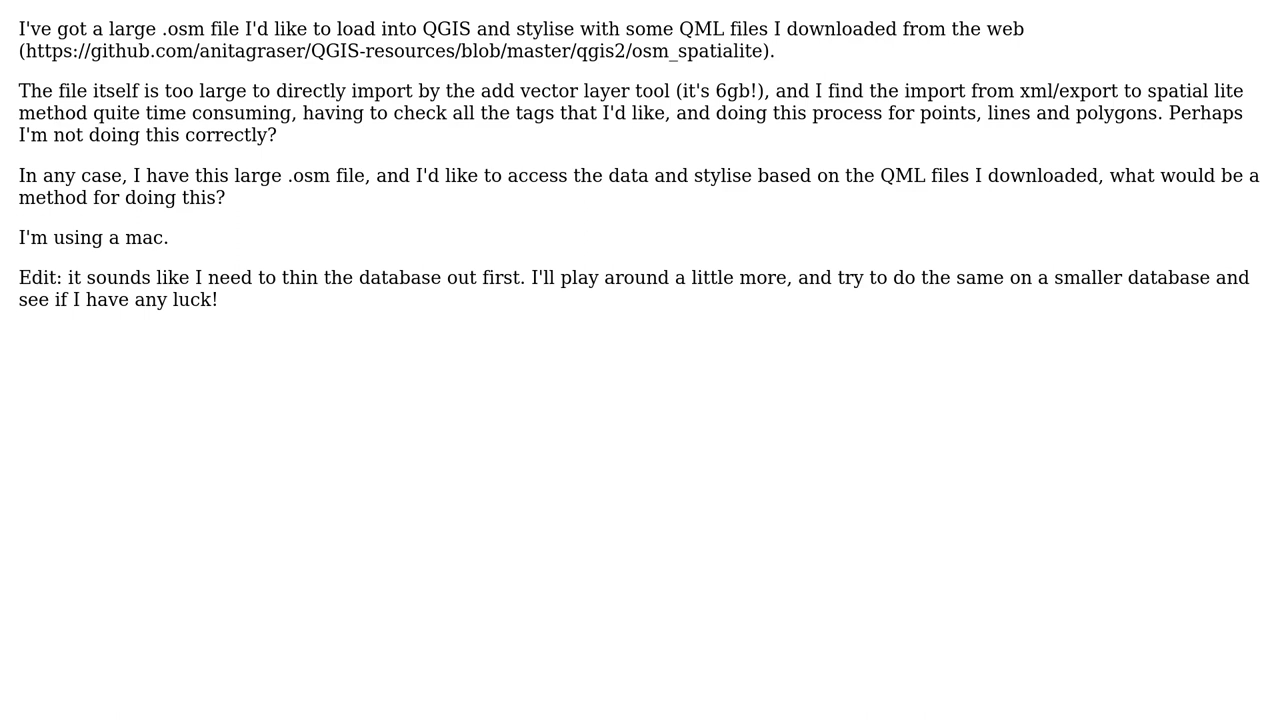 I've got a large .osm file I'd like to load into QGIS and stylise with some QML files I downloaded from the web
(https://github.com/anitagraser/QGIS-resources/blob/master/qgis2/osm_spatialite).
The file itself is too large to directly import by the add vector layer tool (it's 6gb!), and I find the import from xml/export to spatial lite
method quite time consuming, having to check all the tags that I'd like, and doing this process for points, lines and polygons. Perhaps
I'm not doing this correctly?
In any case, I have this large .osm file, and I'd like to access the data and stylise based on the QML files I downloaded, what would be a
method for doing this?
I'm using a mac.
Edit: it sounds like I need to thin the database out first. I'll play around a little more, and try to do the same on a smaller database and
see if I have any luck!